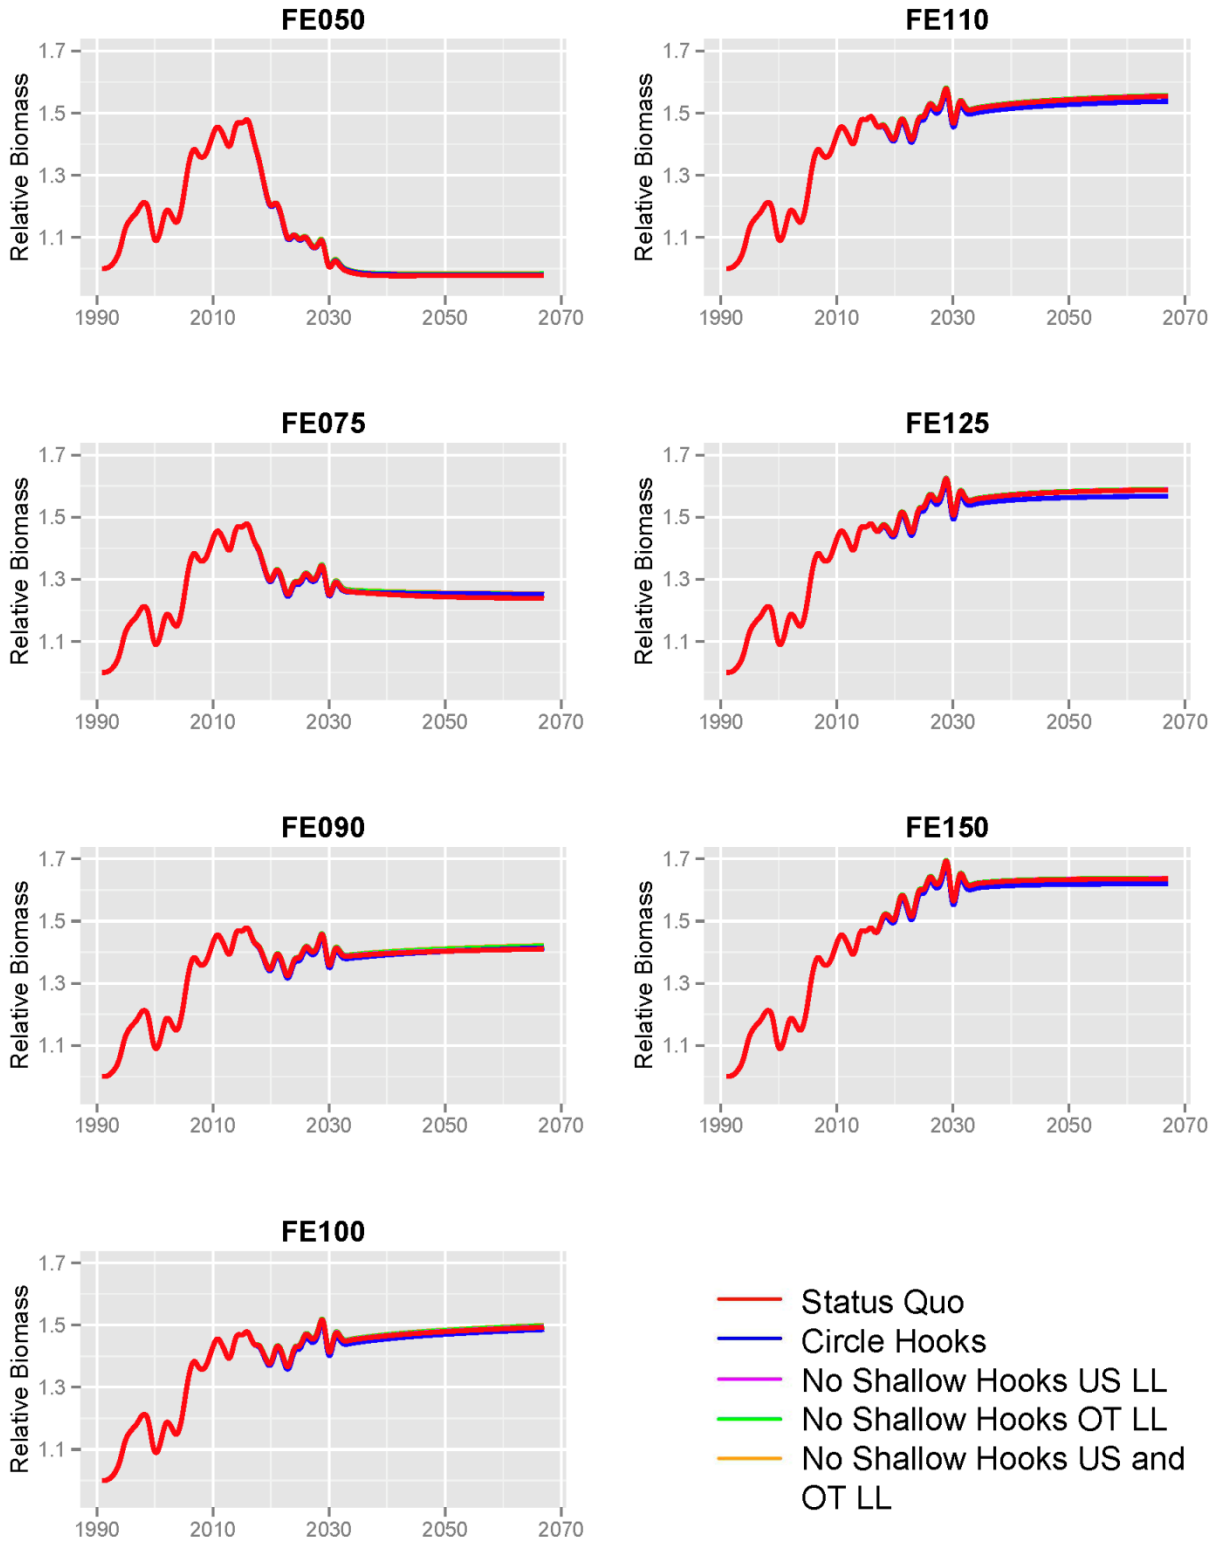 FE050
Relative Biomass
1.7
1.5
1.3
1.1
1990 2010 2030 2050 2070
FE110
Relative Biomass
1.7
1.5
1.3
1.1
1990 2010 2030 2050 2070
FE075
Relative Biomass
1.7
1.5
1.3
1.1
1990 2010 2030 2050 2070
FE125
Relative Biomass
1.7
1.5
1.3
1.1
1990 2010 2030 2050 2070
FE090
Relative Biomass
1.7
1.5
1.3
1.1
1990 2010 2030 2050 2070
FE150
Relative Biomass
1.7
1.5
1.3
1.1
1990 2010 2030 2050 2070
FE100
Relative Biomass
1.7
1.5
1.3
1.1
1990 2010 2030 2050 2070
Status Quo
Circle Hooks
No Shallow Hooks US LL
No Shallow Hooks OT LL
No Shallow Hooks US and
OT LL